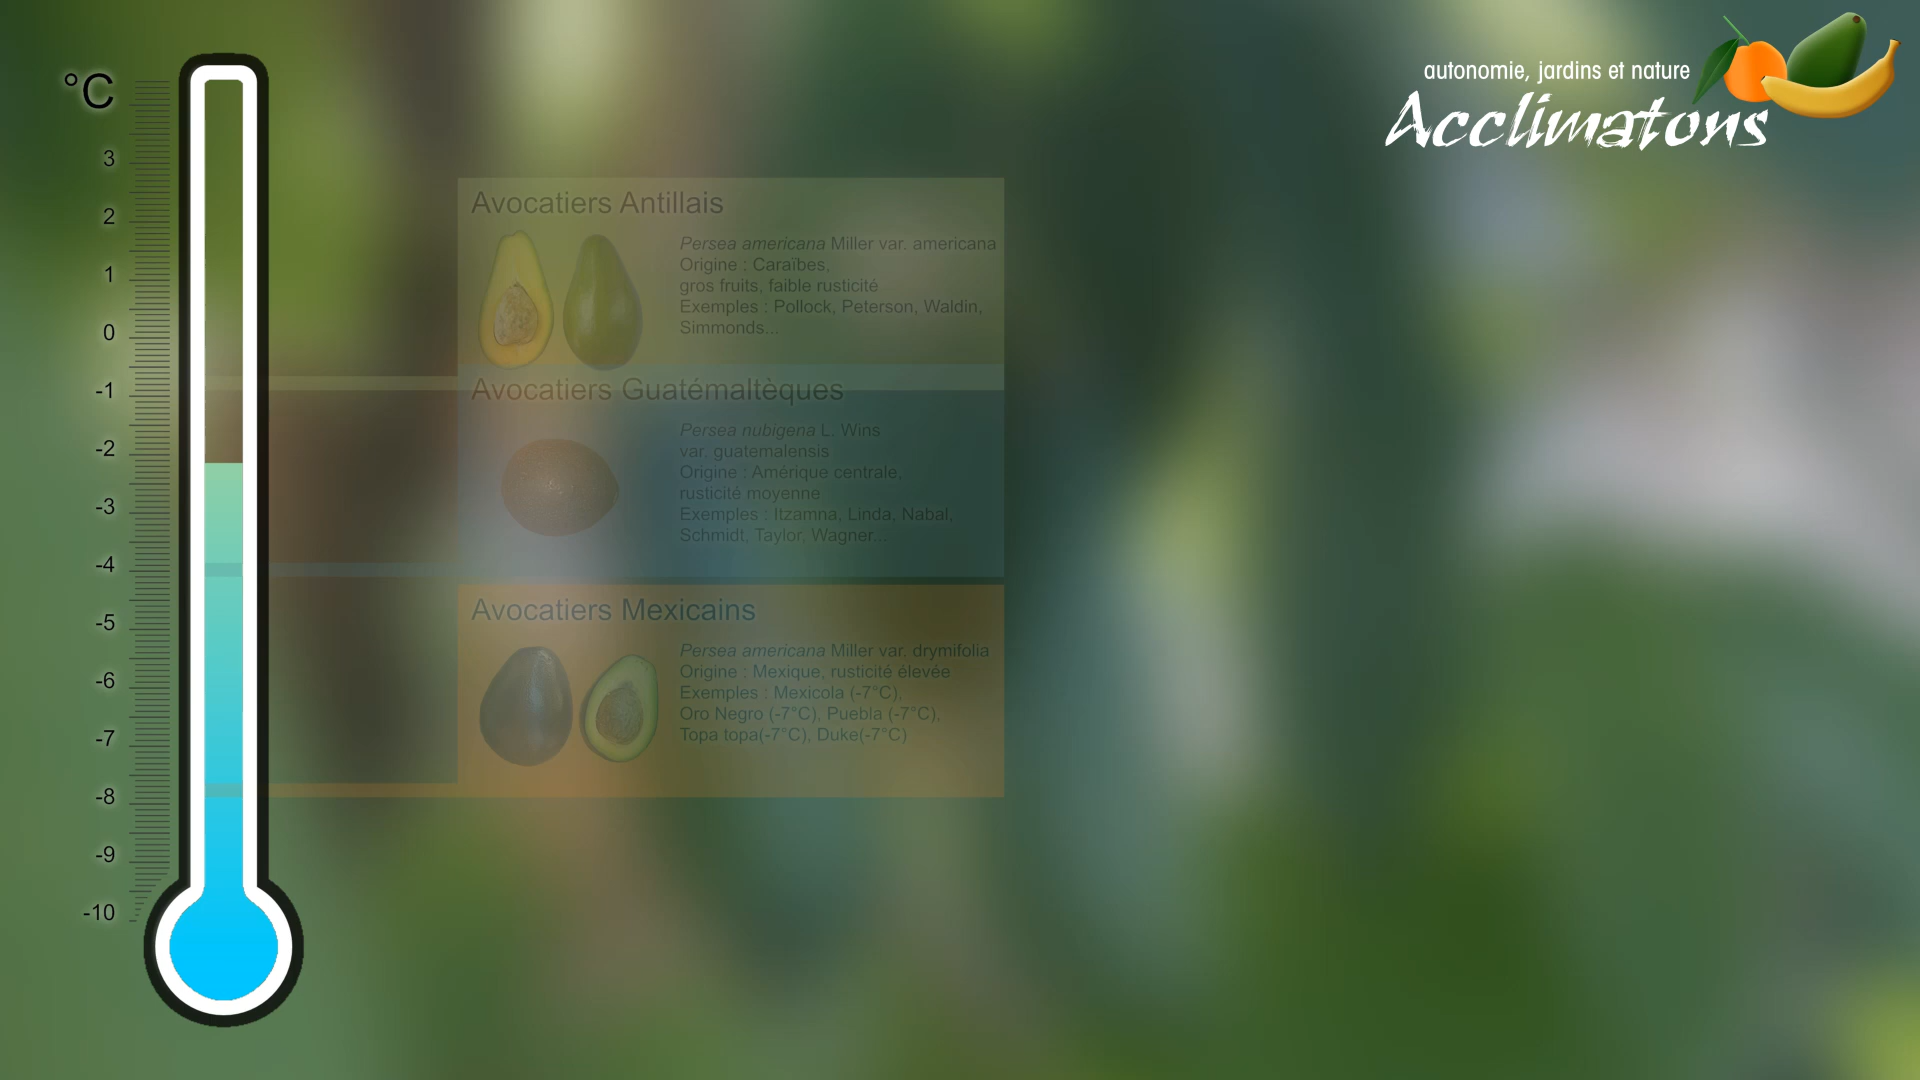 °C
3
2
1
0
-1
-2
-3
-4
-5
-6
-7
-8
-9
-10
autonomie, jardins et nature
Acclimatons
Avocatiers Antillais
Persea americana Miller var. americana
Origine : Caraïbes,
gros fruits, faible rusticité
Exemples : Pollock, Peterson, Waldin,
Simmonds...
Avocatiers Guatémaltèques
Persea nubigena L. Wins
var. guatemalensis
Origine : Amérique centrale,
rusticité moyenne
Exemples : Itzamna, Linda, Nabal,
Schmidt, Taylor, Wagner...
Avocatiers Mexicains
Persea americana Miller var. drymifolia
Origine : Mexique, rusticité élevée
Exemples : Mexicola (-7°C),
Oro Negro (-7°C), Puebla (-7°C),
Topa topa(-7°C), Duke(-7°C)